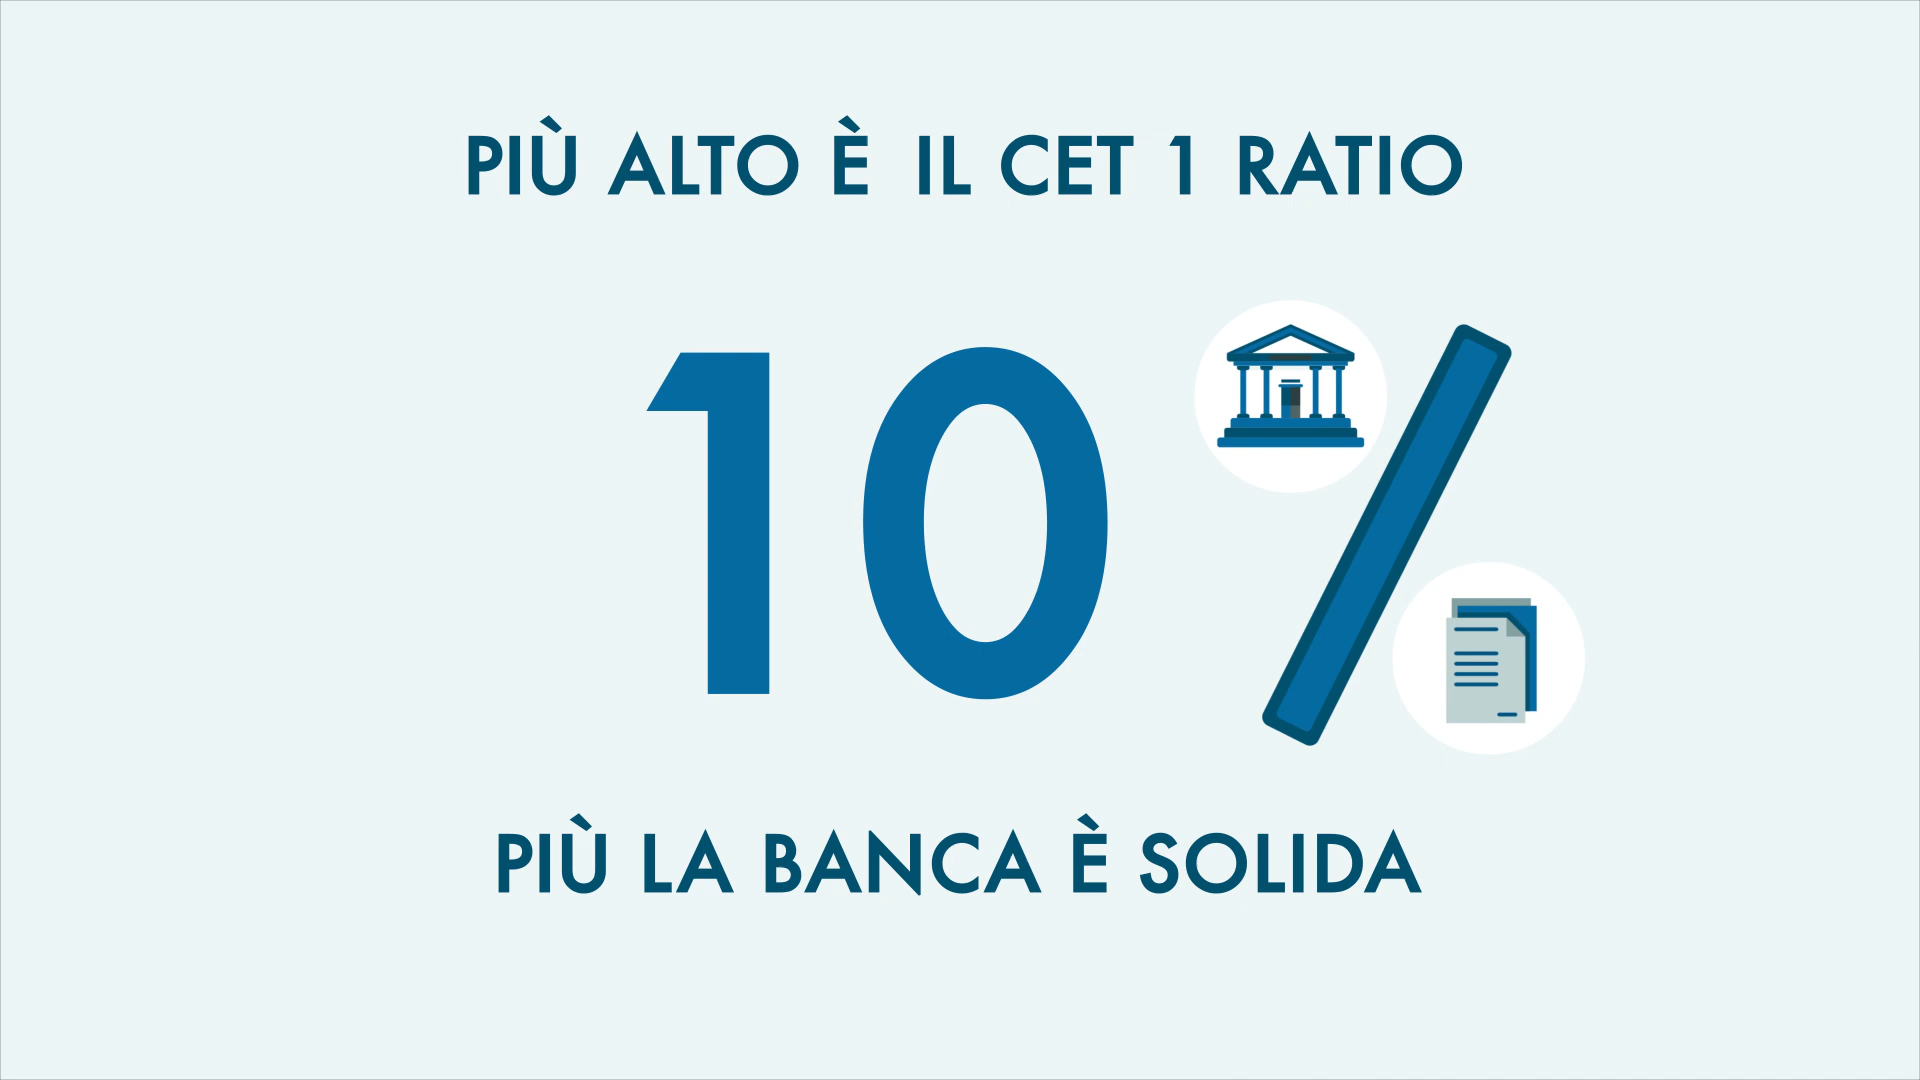 PIÙ ALTO È IL CET 1 RATIO
10%
PIÙ LA BANCA È SOLIDA